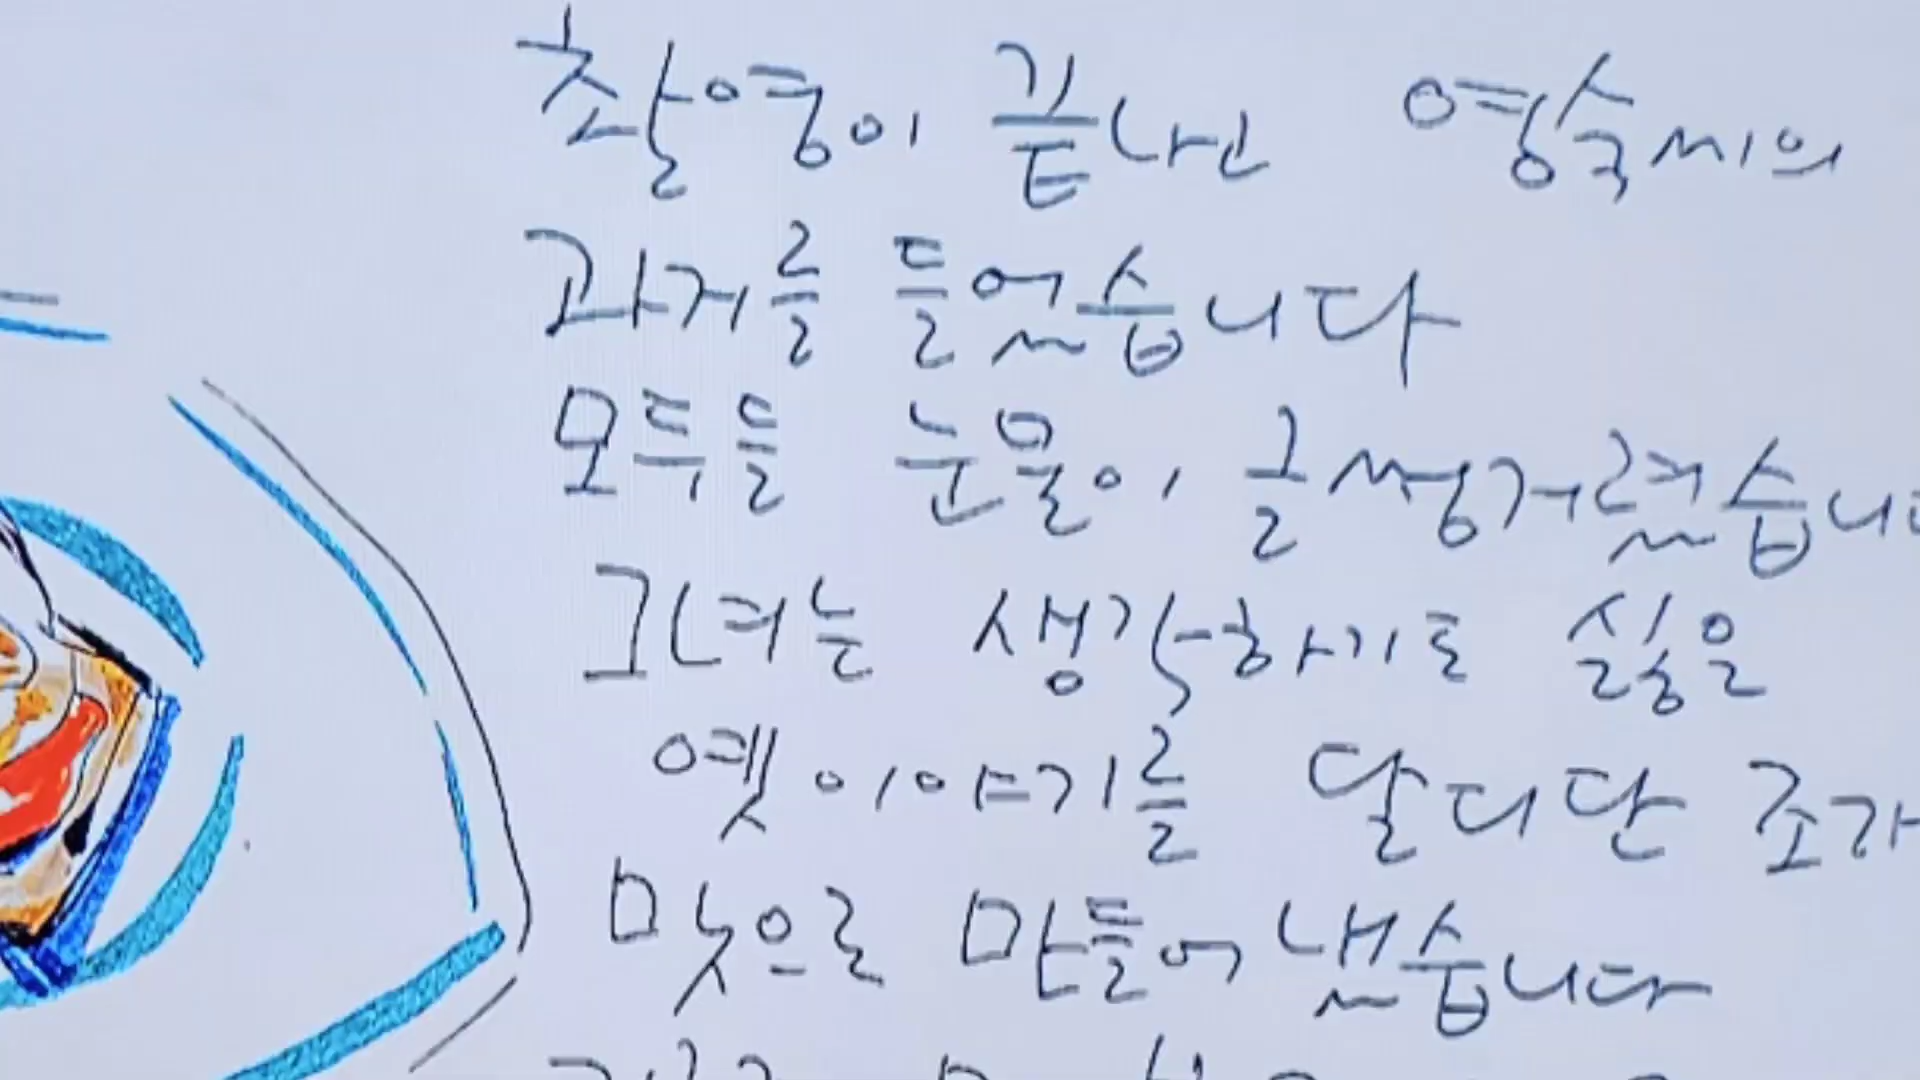 촬영이 끝난 영숙씨의
과거를 들었습니다
모두들 눈물이 글썽거렸습니다
그녀는 생각하기도 싫은
옛이야기를 달디단 조개
맛으로 만들어 냈습니다